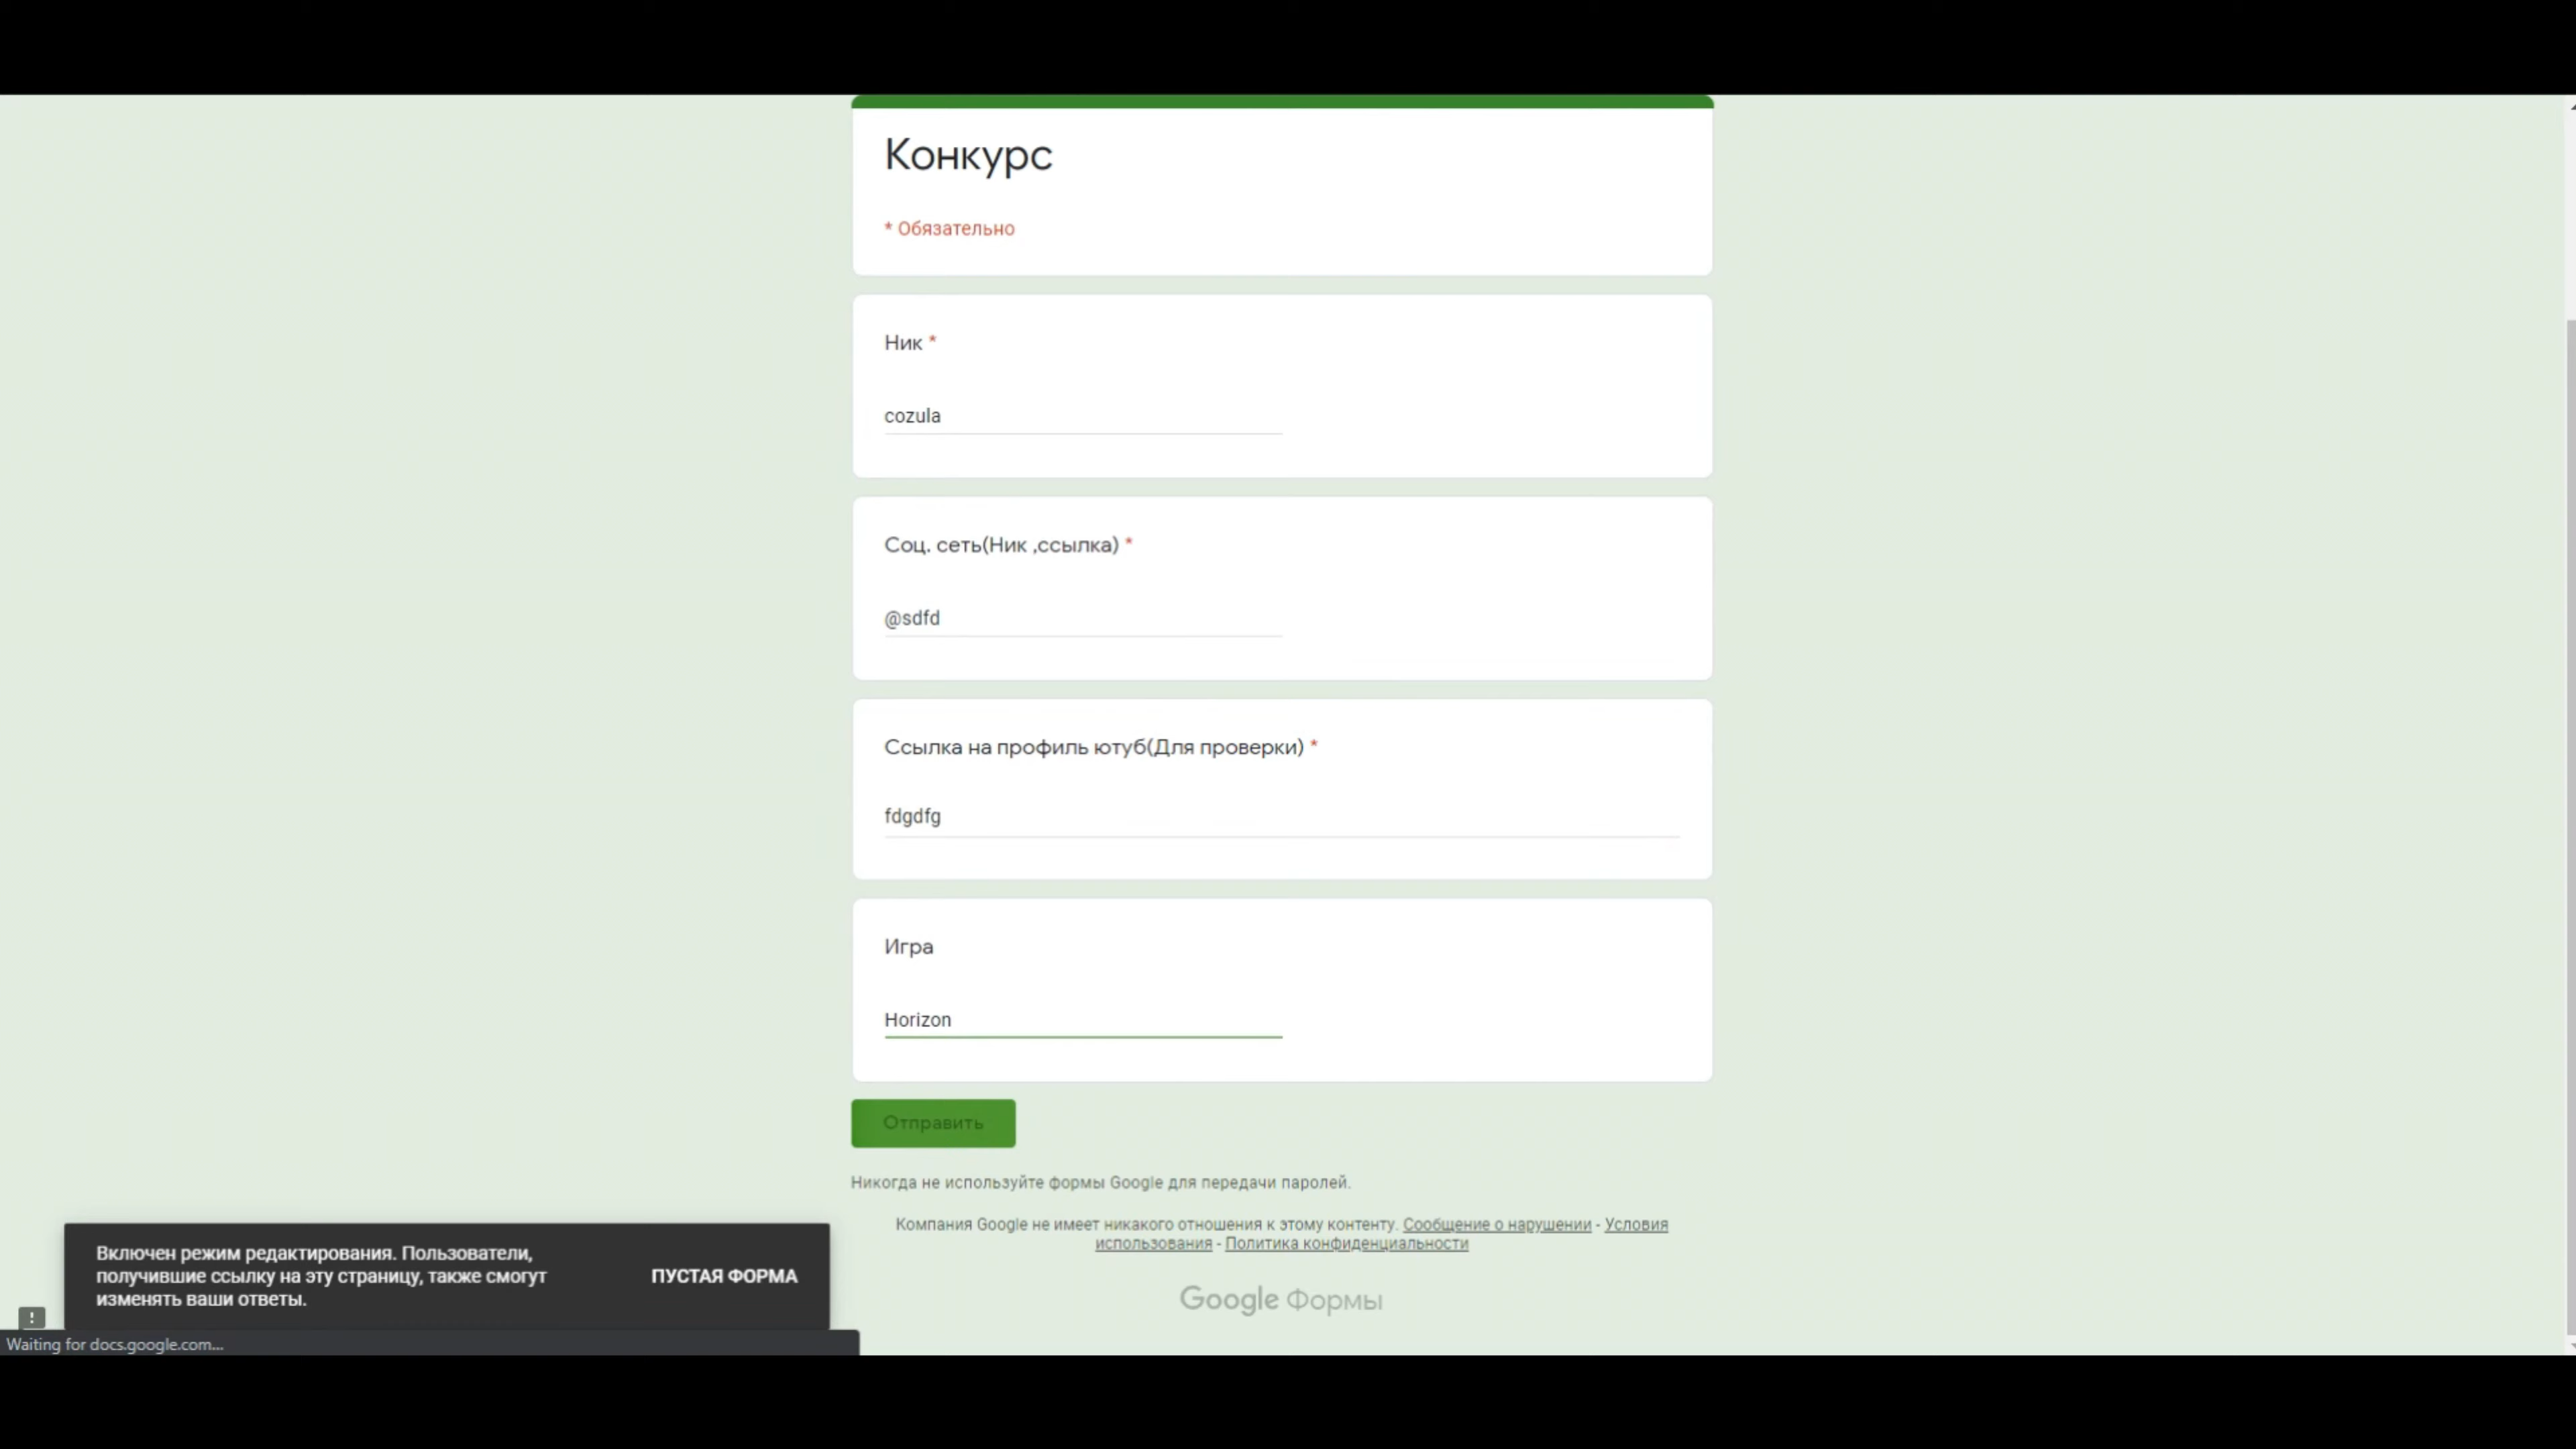 Конкурс
* Обязательно
Ник *
cozula
Соц. сеть(Ник ,ссылка) *
@sdfd
Ссылка на профиль ютуб(Для проверки) *
fdgdfg
Игра
Horizon
Отправить
Никогда не используйте формы Google для передачи паролей.
Компания Google не имеет никакого отношения к этому контенту. Сообщение о нарушении - Условия
использования - Политика конфиденциальности
Google Формы
Включен режим редактирования. Пользователи,
получившие ссылку на эту страницу, также смогут
изменять ваши ответы.
ПУСТАЯ ФОРМА
!
Waiting for docs.google.com...